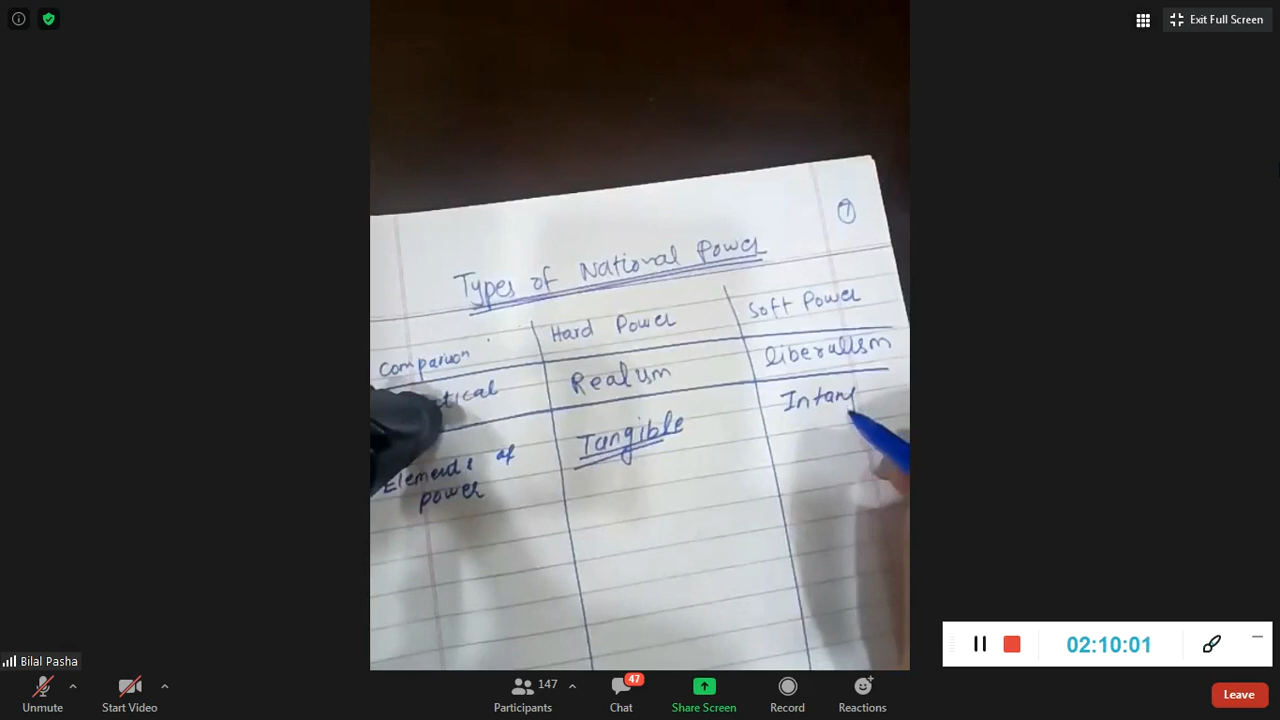 Exit Full Screen
7
Types of National Power
Comparison Hard Power Soft Power
Realism liberalism
Elements of power Tangible Intan
02:10:01
Bilal Pasha
147
47
Unmute Start Video Participants Chat Share Screen Record Reactions Leave